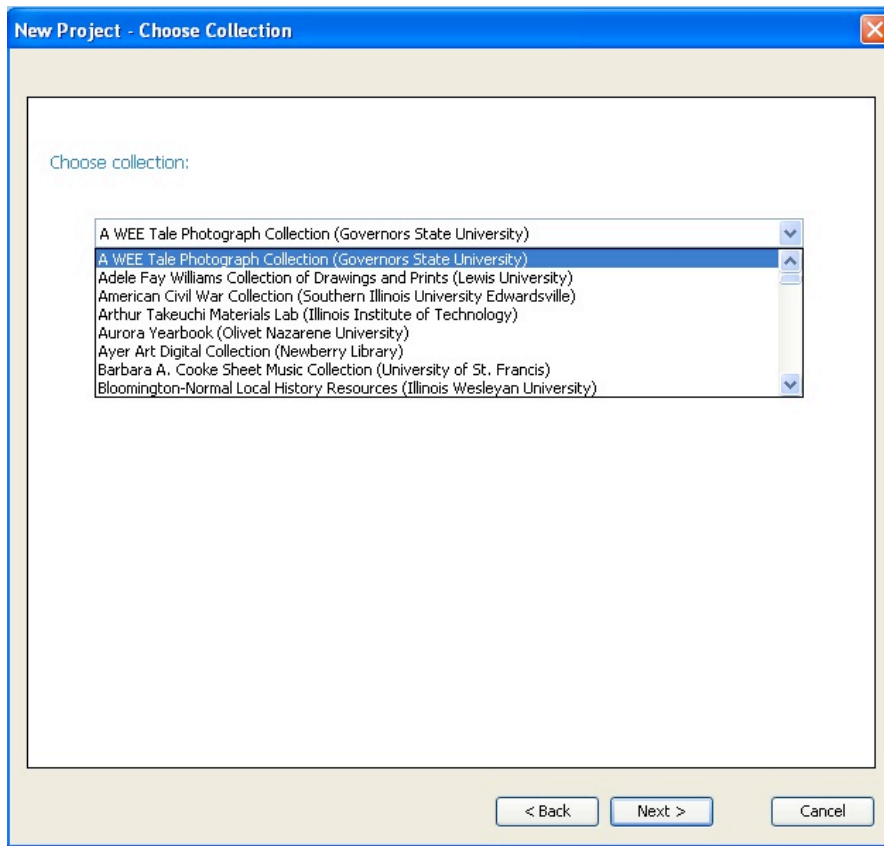 New Project - Choose Collection
Choose collection:
A WEE Tale Photograph Collection (Governors State University)
A WEE Tale Photograph Collection (Governors State University)
Adele Fay Williams Collection of Drawings and Prints (Lewis University)
American Civil War Collection (Southern Illinois University Edwardsville)
Arthur Takeuchi Materials Lab (Illinois Institute of Technology)
Aurora Yearbook (Olivet Nazarene University)
Ayer Art Digital Collection (Newberry Library)
Barbara A. Cooke Sheet Music Collection (University of St. Francis)
Bloomington-Normal Local History Resources (Illinois Wesleyan University)
< Back Next > Cancel